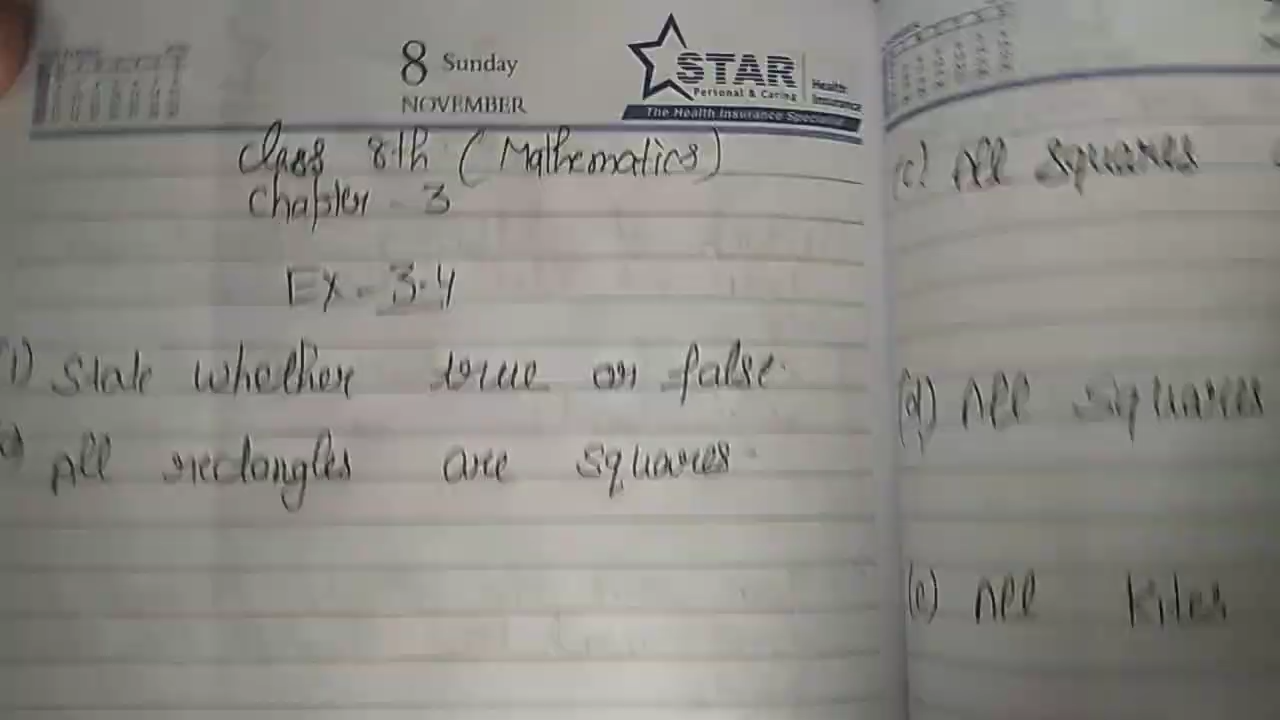 8 Sunday
NOVEMBER
STAR
Health
Insurance
Personal & Caring
The Health Insurance Specialist
Class 8th (Mathematics)
Chapter - 3
Ex - 3.4
(1) State whether true or false.
All rectangles are squares.
(c) All squares
(d) All squares
(e) All kites